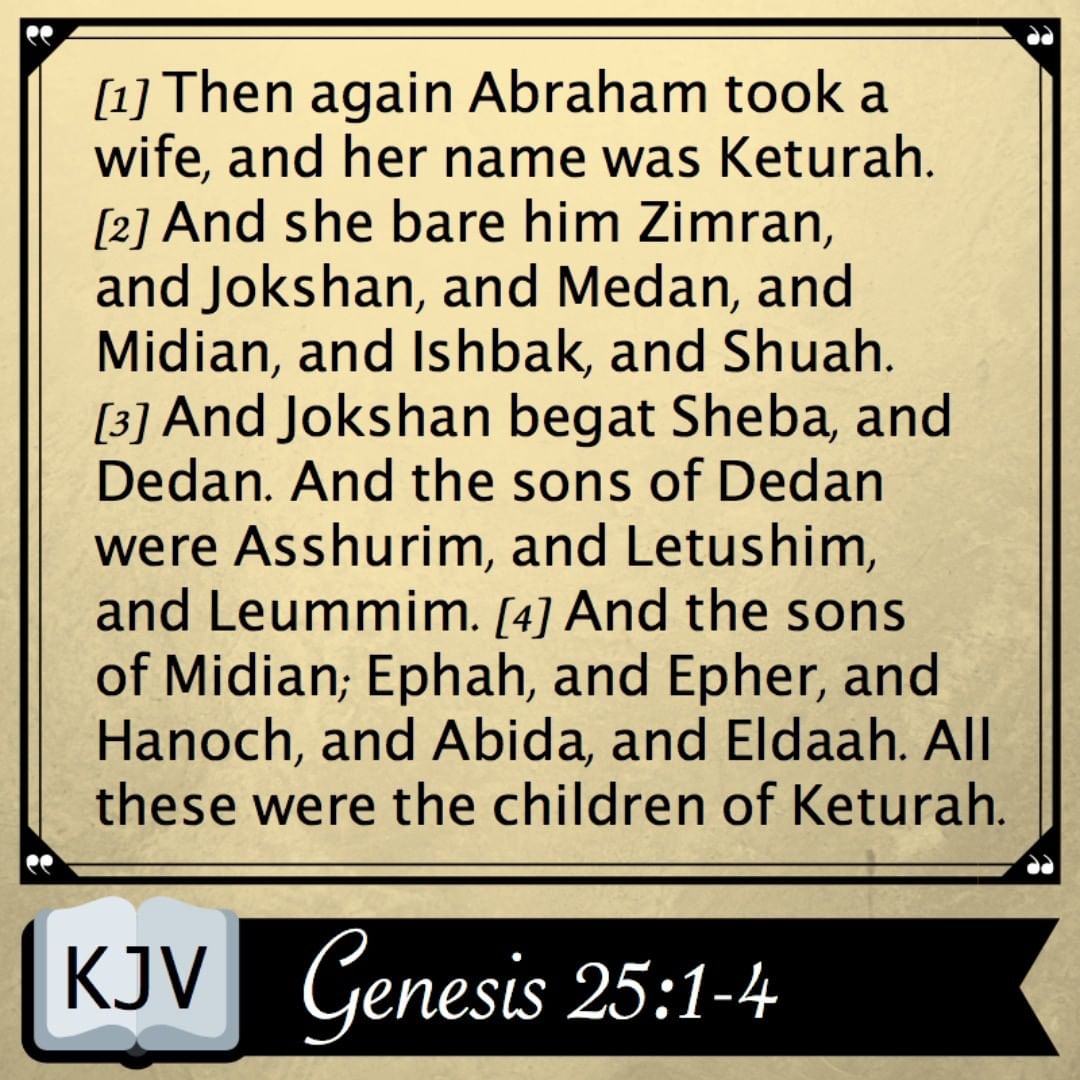 [1] Then again Abraham took a
wife, and her name was Keturah.
[2] And she bare him Zimran,
and Jokshan, and Medan, and
Midian, and Ishbak, and Shuah.
[3] And Jokshan begat Sheba, and
Dedan. And the sons of Dedan
were Asshurim, and Letushim,
and Leummim. [4] And the sons
of Midian; Ephah, and Epher, and
Hanoch, and Abida, and Eldaah. All
these were the children of Keturah.
KJV
Genesis 25:1-4